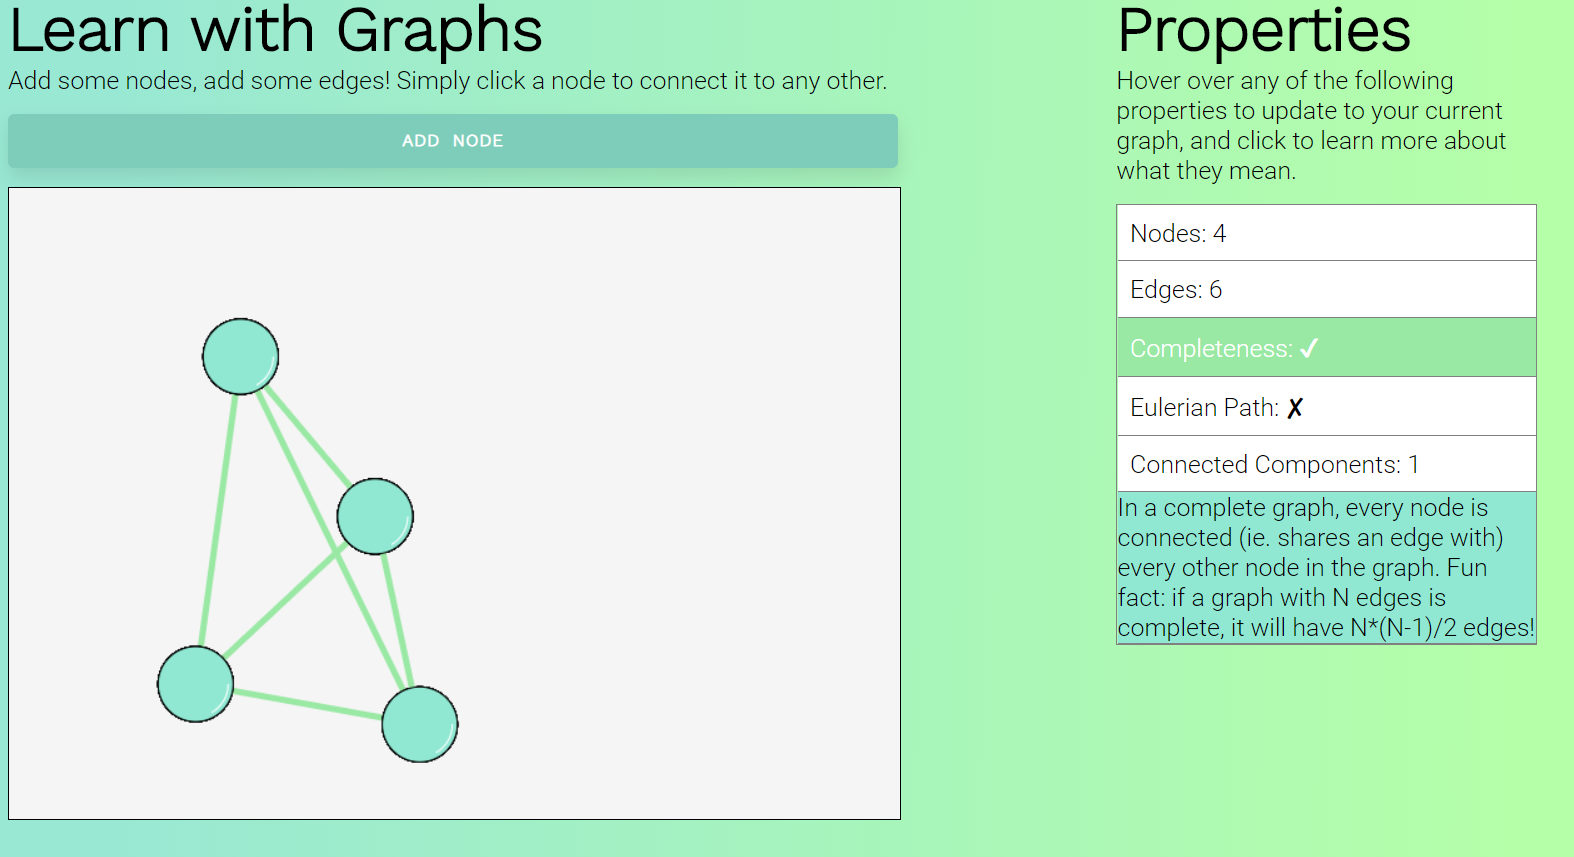 Learn with Graphs
Add some nodes, add some edges! Simply click a node to connect it to any other.
ADD NODE
Properties
Hover over any of the following
properties to update to your current
graph, and click to learn more about
what they mean.
Nodes: 4
Edges: 6
Completeness: ✓
Eulerian Path: ✗
Connected Components: 1
In a complete graph, every node is
connected (ie. shares an edge with)
every other node in the graph. Fun
fact: if a graph with N edges is
complete, it will have N*(N-1)/2 edges!